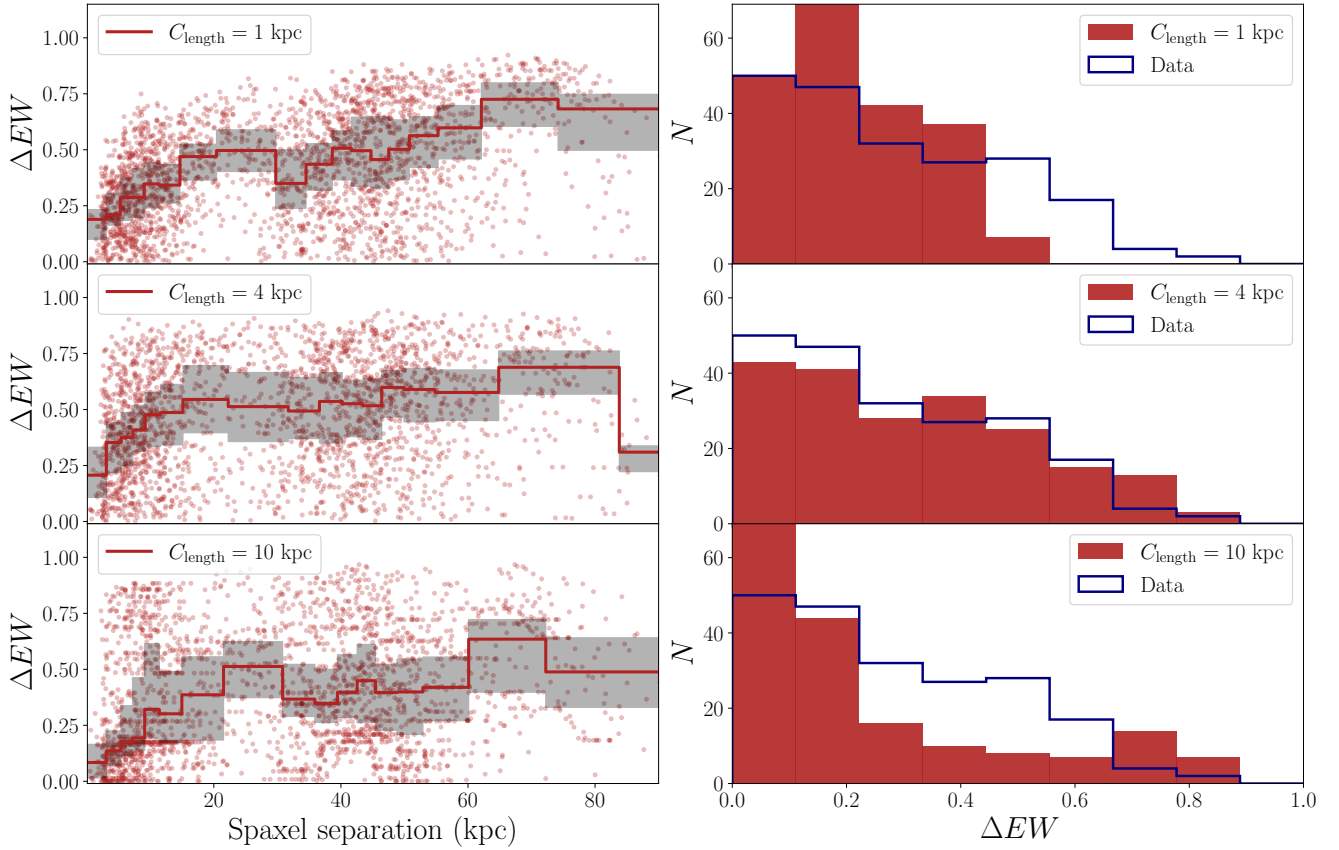 C_length = 1 kpc
1.00
0.75
0.50
0.25
0.00
ΔEW
C_length = 1 kpc
Data
60
40
20
0
N
C_length = 4 kpc
1.00
0.75
0.50
0.25
0.00
ΔEW
C_length = 4 kpc
Data
60
40
20
0
N
C_length = 10 kpc
1.00
0.75
0.50
0.25
0.00
ΔEW
20 40 60 80
Spaxel separation (kpc)
C_length = 10 kpc
Data
60
40
20
0
N
0.0 0.2 0.4 0.6 0.8 1.0
ΔEW